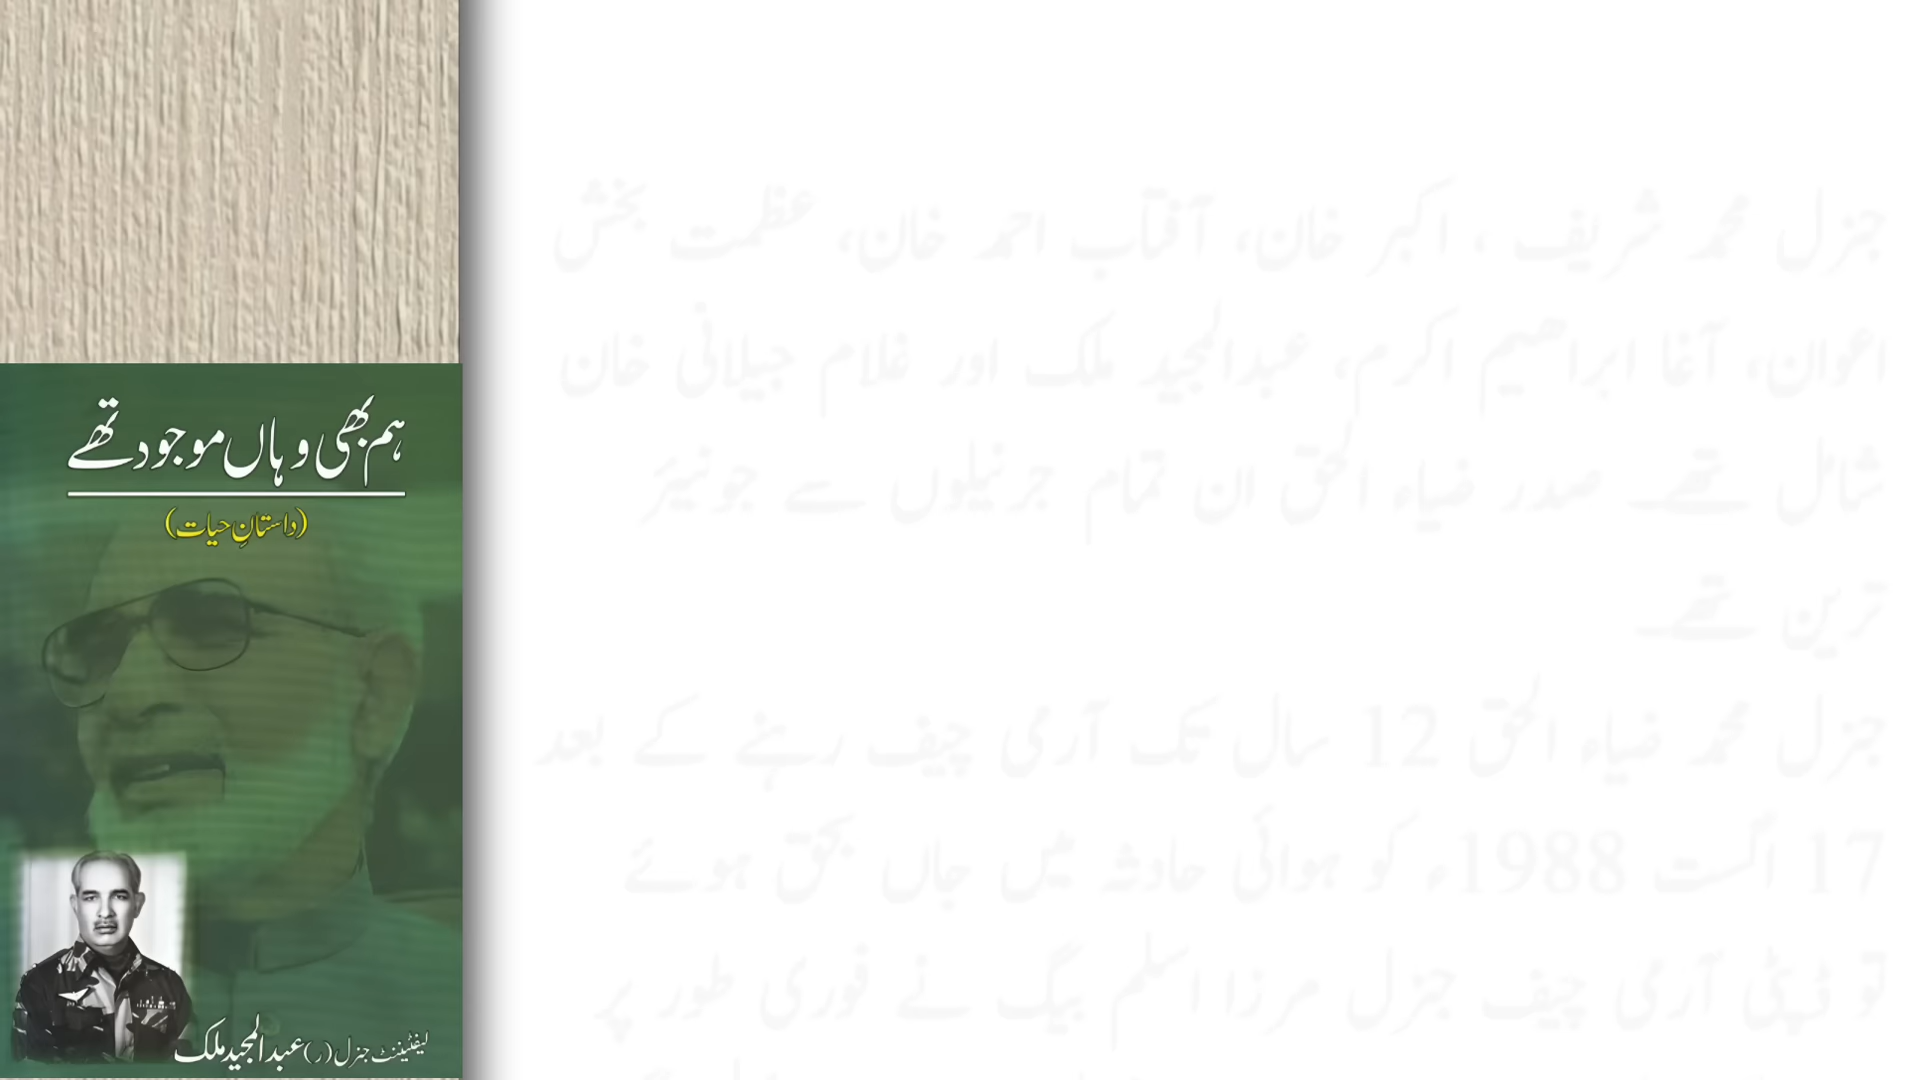 ہم بھی وہاں موجود تھے
(داستانِ حیات)
لیفٹیننٹ جنرل (ر) عبدالمجید ملک
جنرل محمد شریف ، اکبر خان، آفتاب احمد خان، عظمت بخش
اعوان، آغا ابراھیم اکرم، عبدالمجید ملک اور غلام جیلانی خان
شامل تھے۔ صدر ضیاء الحق ان تمام جرنیلوں سے جونیئر
ترین تھے۔
جنرل محمد ضیاء الحق 12 سال تک آرمی چیف رہنے کے بعد
17 اگست 1988ء کو ہوائی حادثہ میں جاں بحق ہوئے
تو ڈپٹی آرمی چیف جنرل مرزا اسلم بیگ نے فوری طور پر